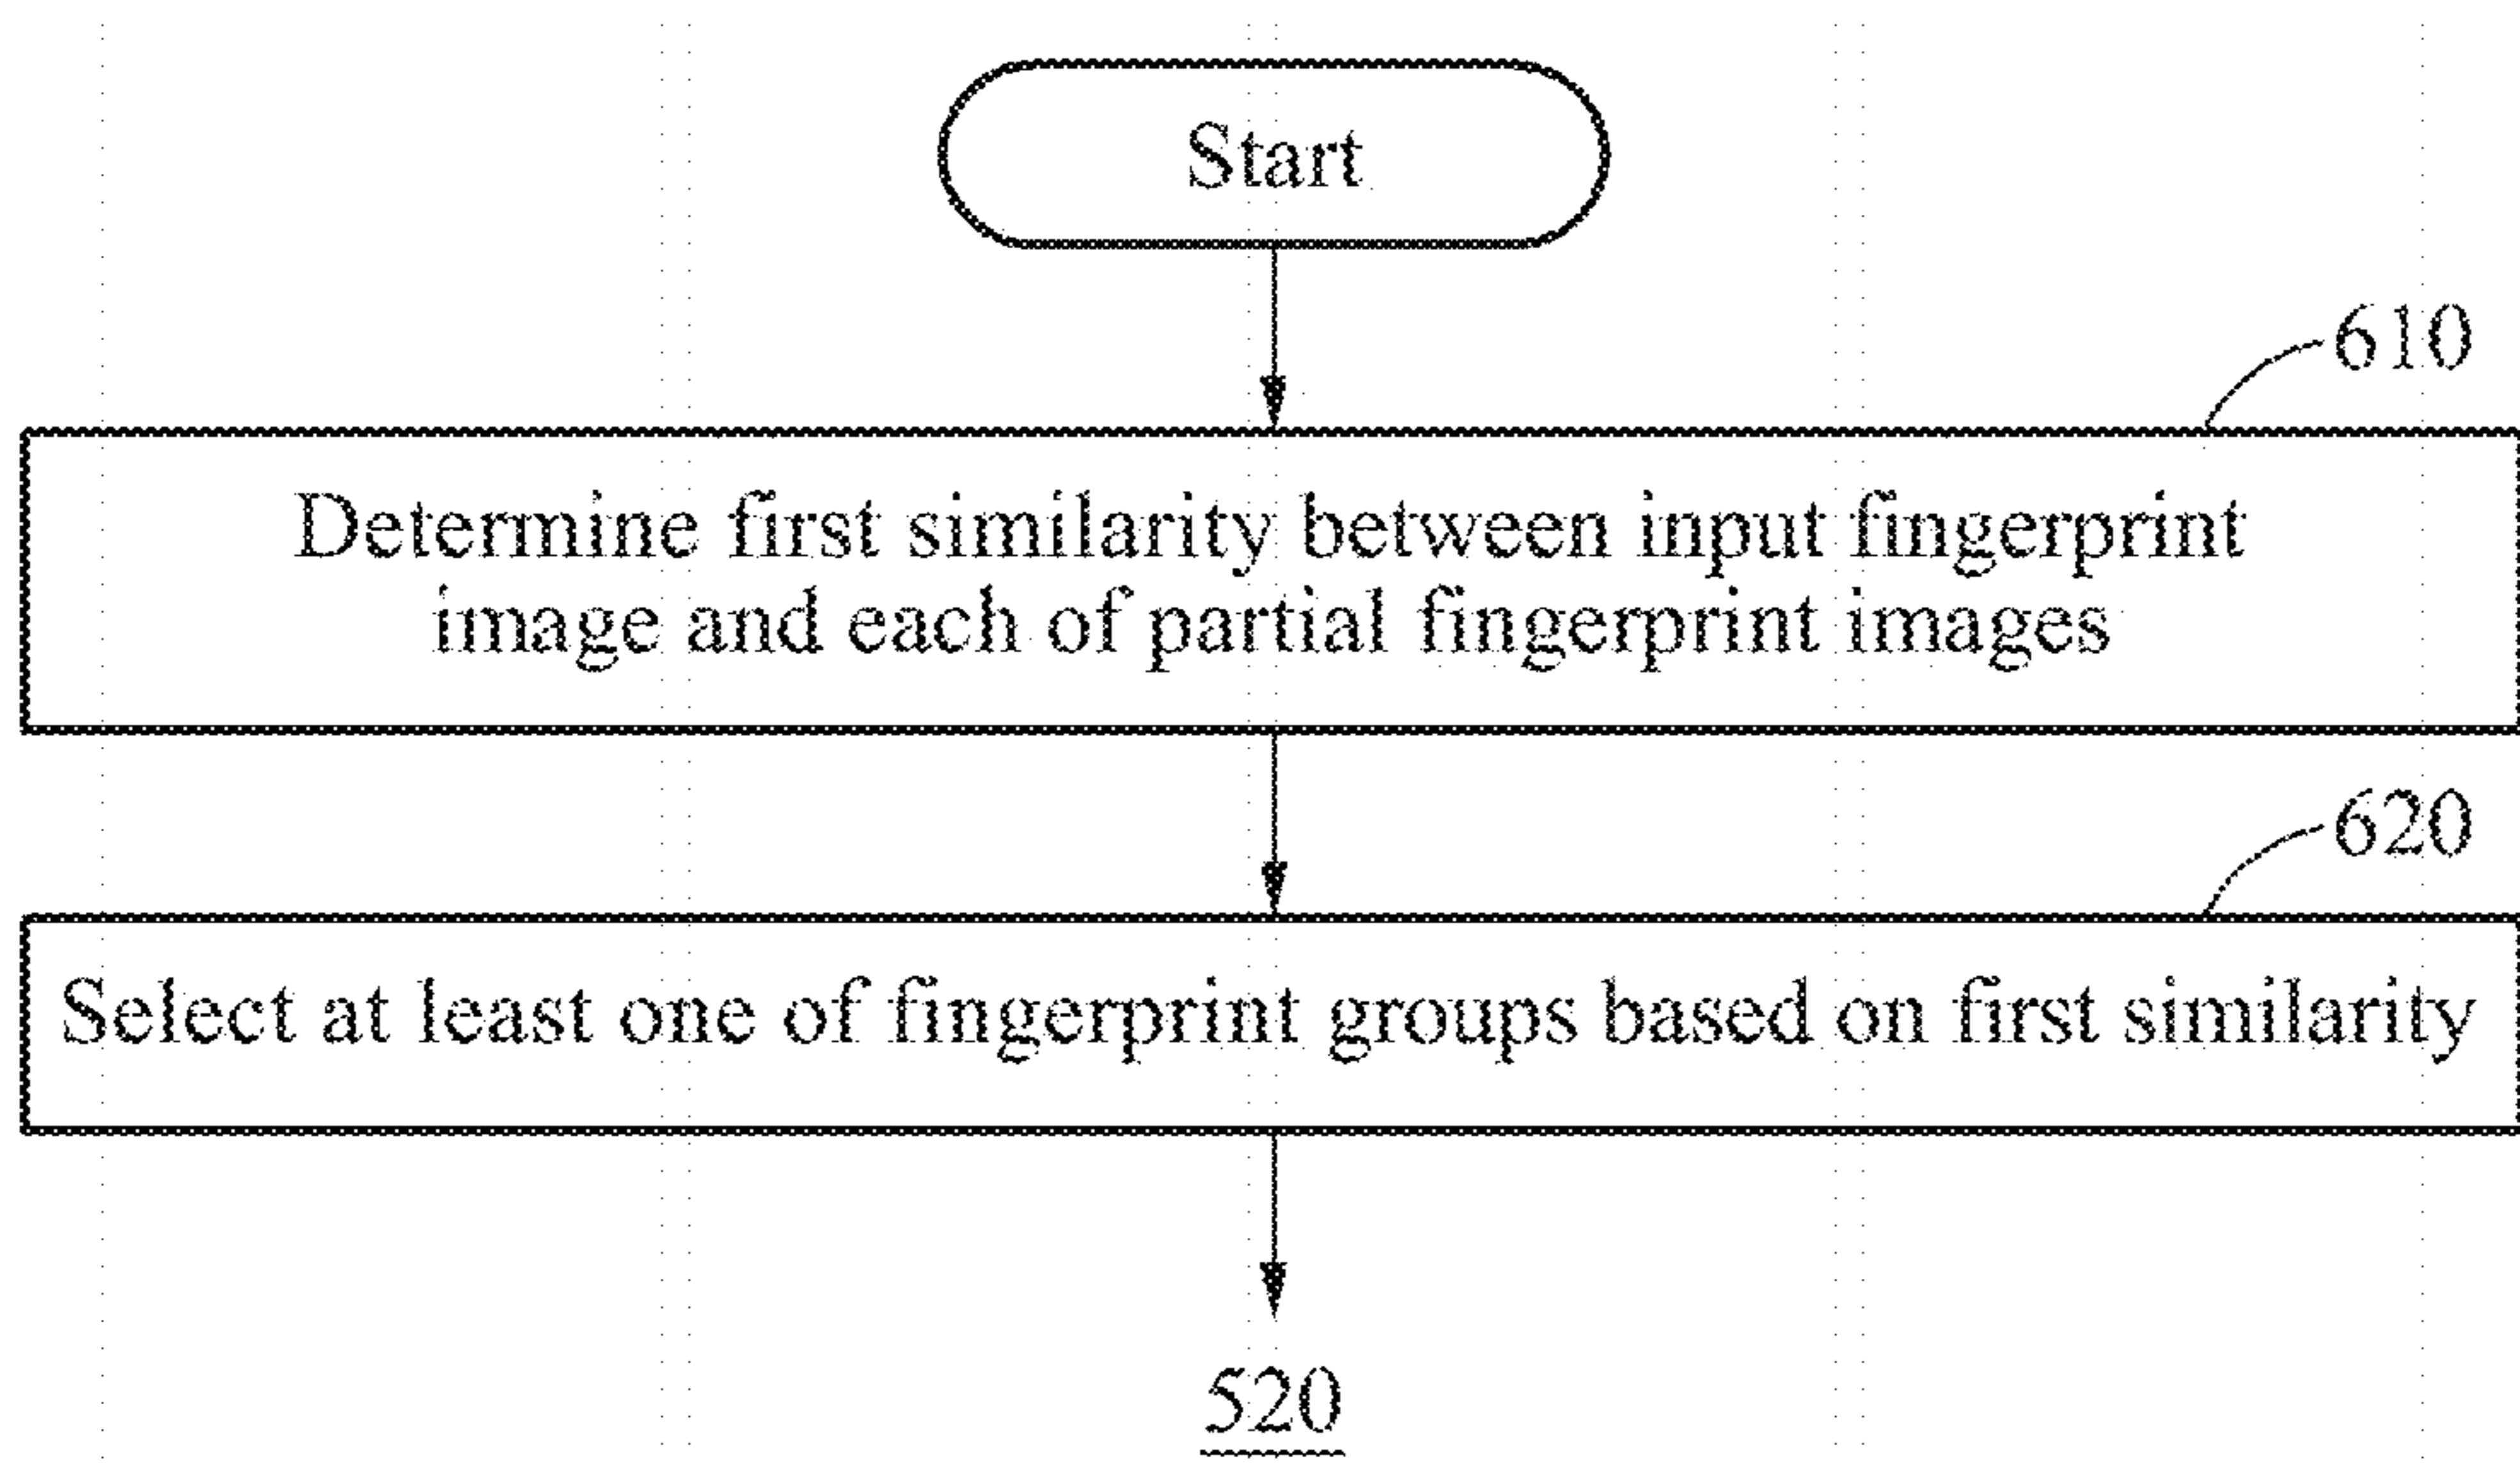 Start
610
Determine first similarity between input fingerprint
image and each of partial fingerprint images
620
Select at least one of fingerprint groups based on first similarity
520